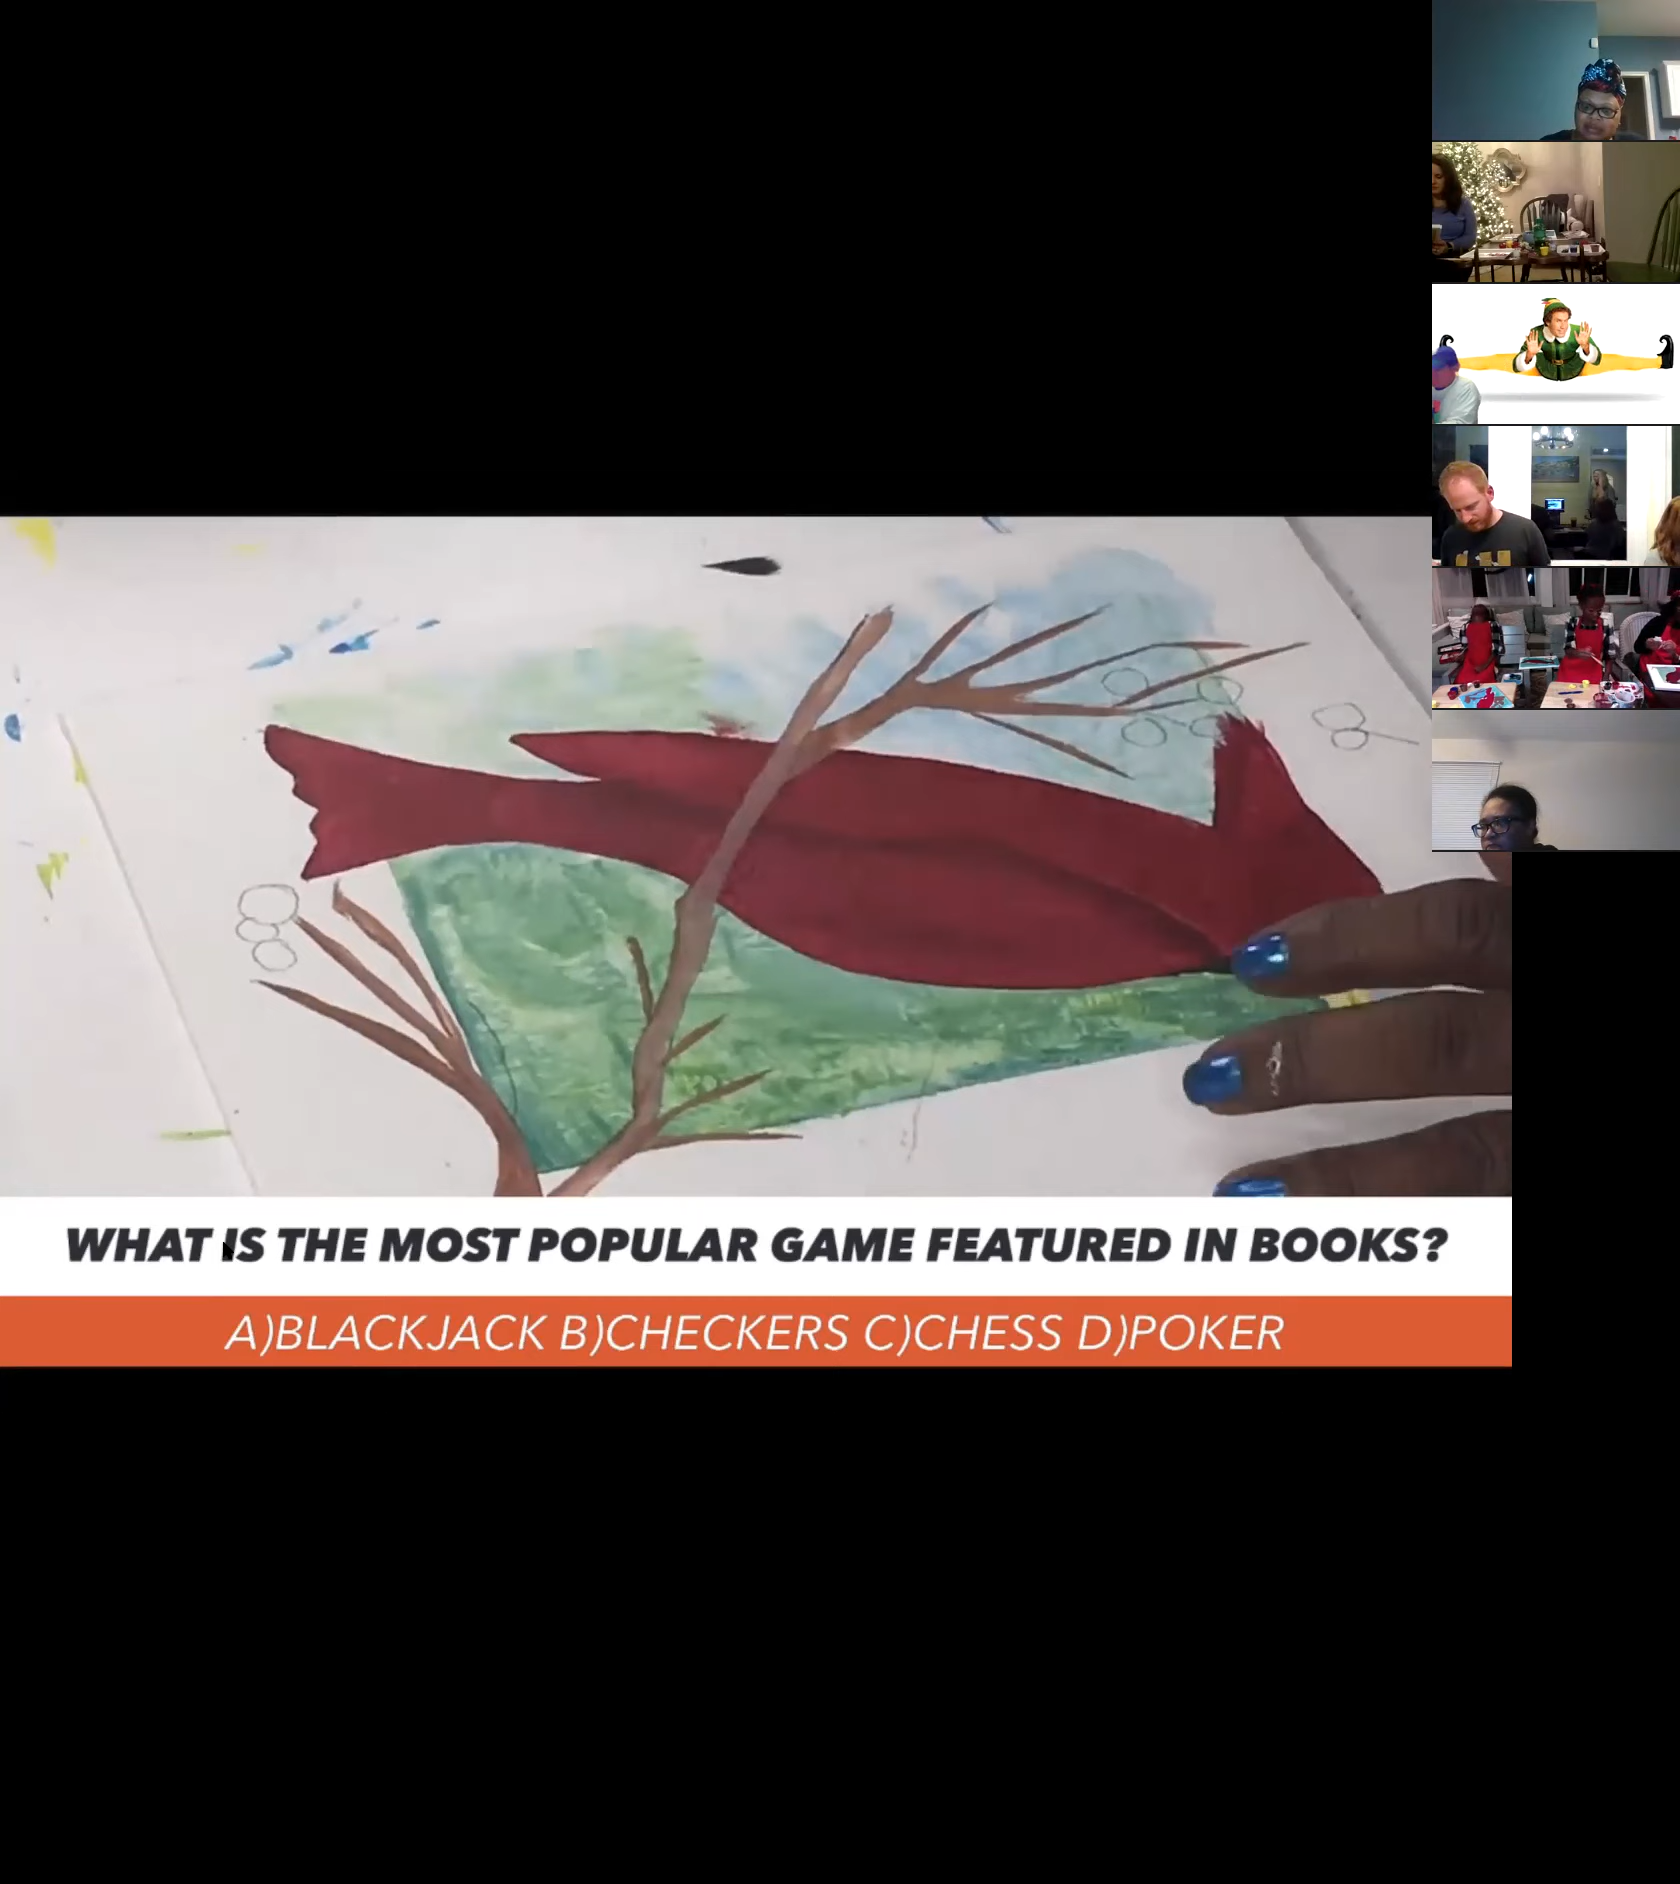 WHAT IS THE MOST POPULAR GAME FEATURED IN BOOKS?
A)BLACKJACK B)CHECKERS C)CHESS D)POKER